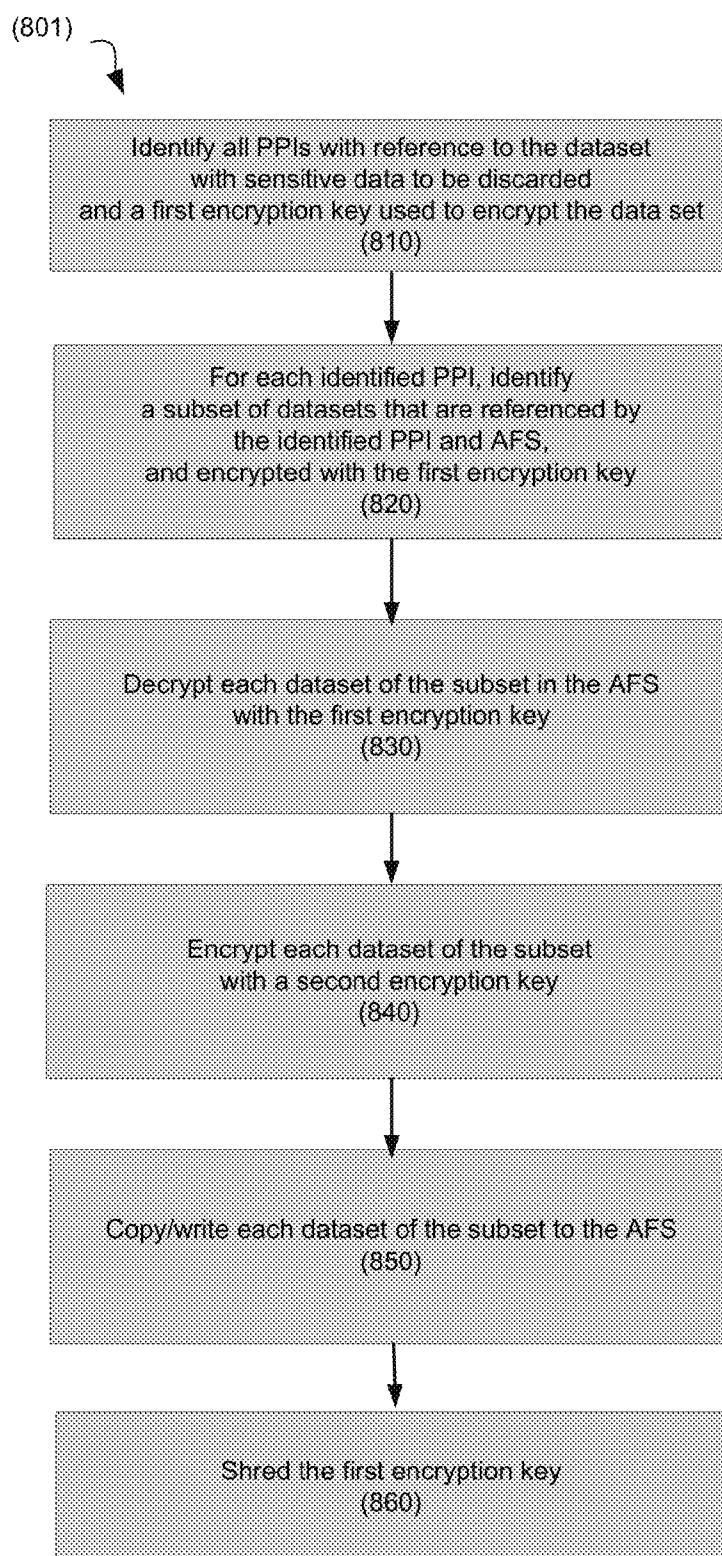 (801)
Identify all PPIs with reference to the dataset
with sensitive data to be discarded
and a first encryption key used to encrypt the data set
(810)
For each identified PPI, identify
a subset of datasets that are referenced by
the identified PPI and AFS,
and encrypted with the first encryption key
(820)
Decrypt each dataset of the subset in the AFS
with the first encryption key
(830)
Encrypt each dataset of the subset
with a second encryption key
(840)
Copy/write each dataset of the subset to the AFS
(850)
Shred the first encryption key
(860)